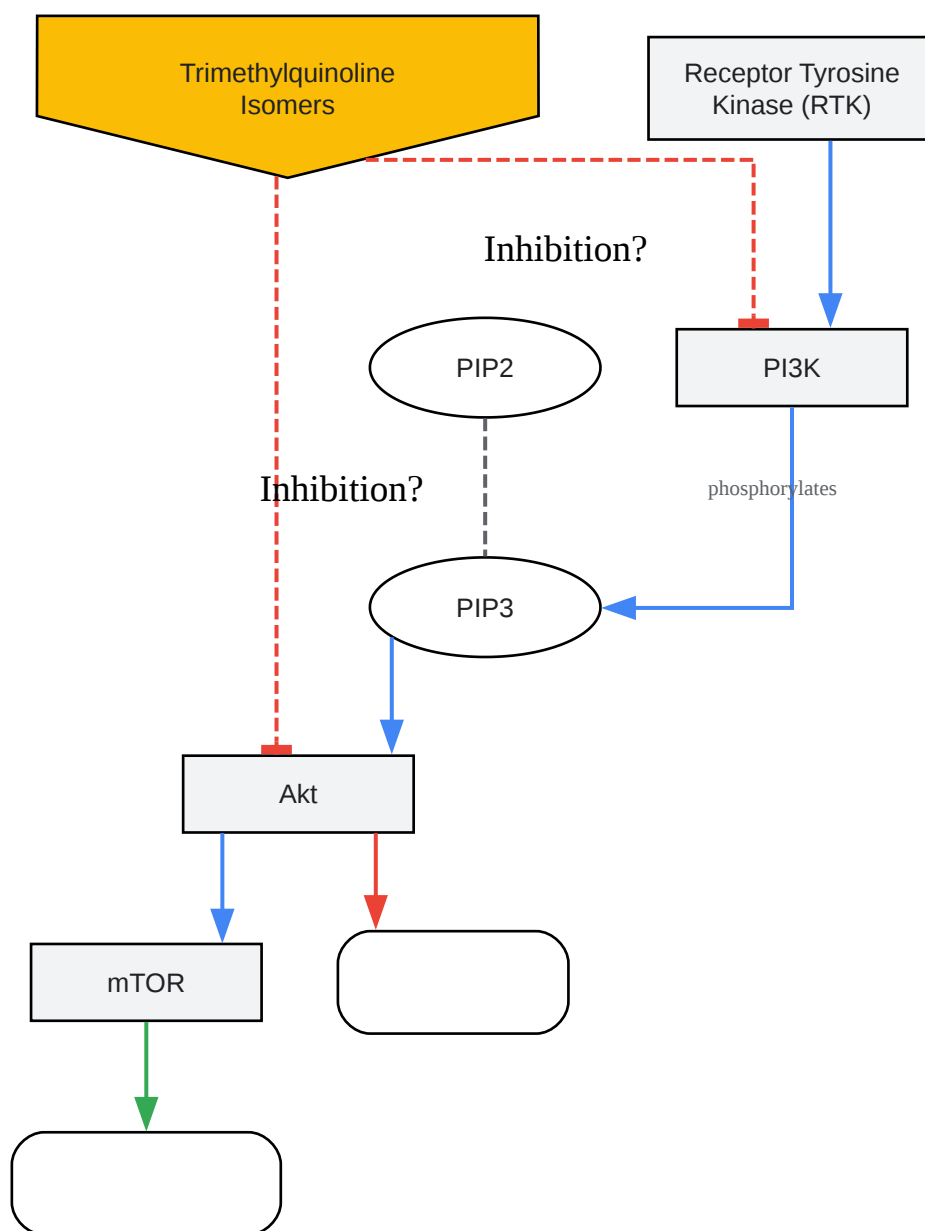 Trimethylquinoline
Isomers
Receptor Tyrosine
Kinase (RTK)
Inhibition?
PIP2
PI3K
Inhibition?
phosphorylates
PIP3
Akt
mTOR